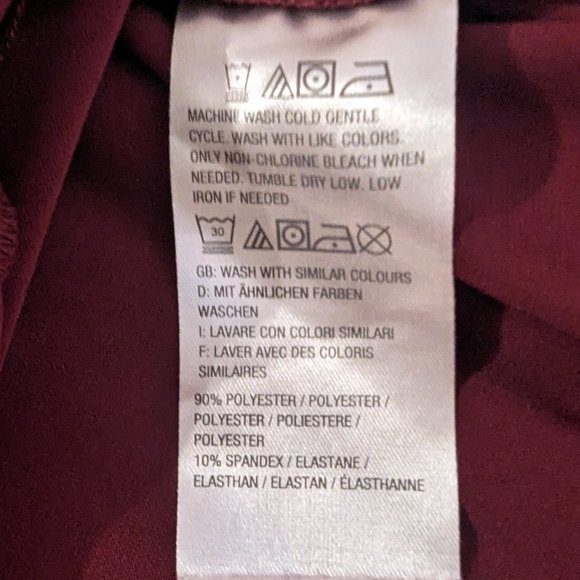 MACHINE WASH COLD GENTLE
CYCLE. WASH WITH LIKE COLORS.
ONLY NON-CHLORINE BLEACH WHEN
NEEDED. TUMBLE DRY LOW. LOW
IRON IF NEEDED
30
GB: WASH WITH SIMILAR COLOURS
D: MIT ÄHNLICHEN FARBEN
WASCHEN
I: LAVARE CON COLORI SIMILARI
F: LAVER AVEC DES COLORIS
SIMILAIRES
90% POLYESTER / POLYESTER /
POLYESTER / POLIESTERE /
POLYESTER
10% SPANDEX / ELASTANE /
ELASTHAN / ELASTAN / ÉLASTHANNE